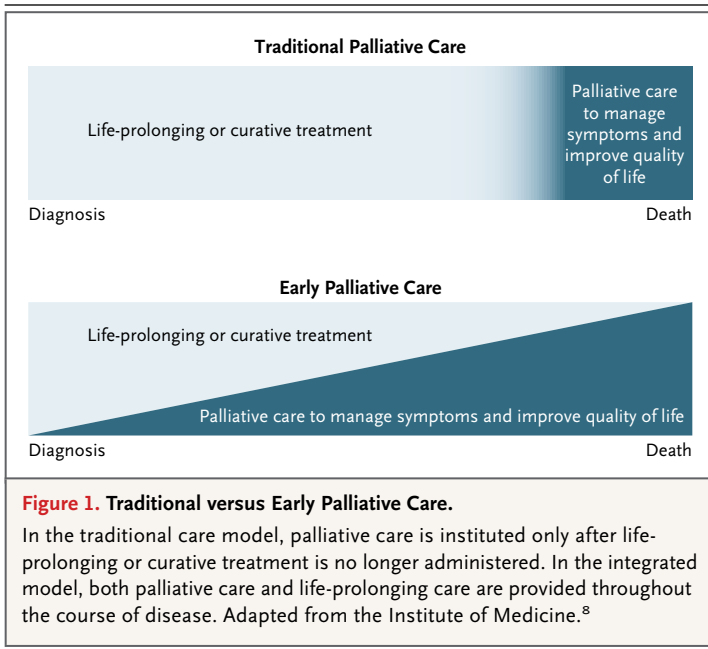 Traditional Palliative Care
Life-prolonging or curative treatment
Palliative care
to manage
symptoms and
improve quality
of life
Diagnosis
Death
Early Palliative Care
Life-prolonging or curative treatment
Palliative care to manage symptoms and improve quality of life
Diagnosis
Death
Figure 1. Traditional versus Early Palliative Care.
In the traditional care model, palliative care is instituted only after life-
prolonging or curative treatment is no longer administered. In the integrated
model, both palliative care and life-prolonging care are provided throughout
the course of disease. Adapted from the Institute of Medicine.⁸